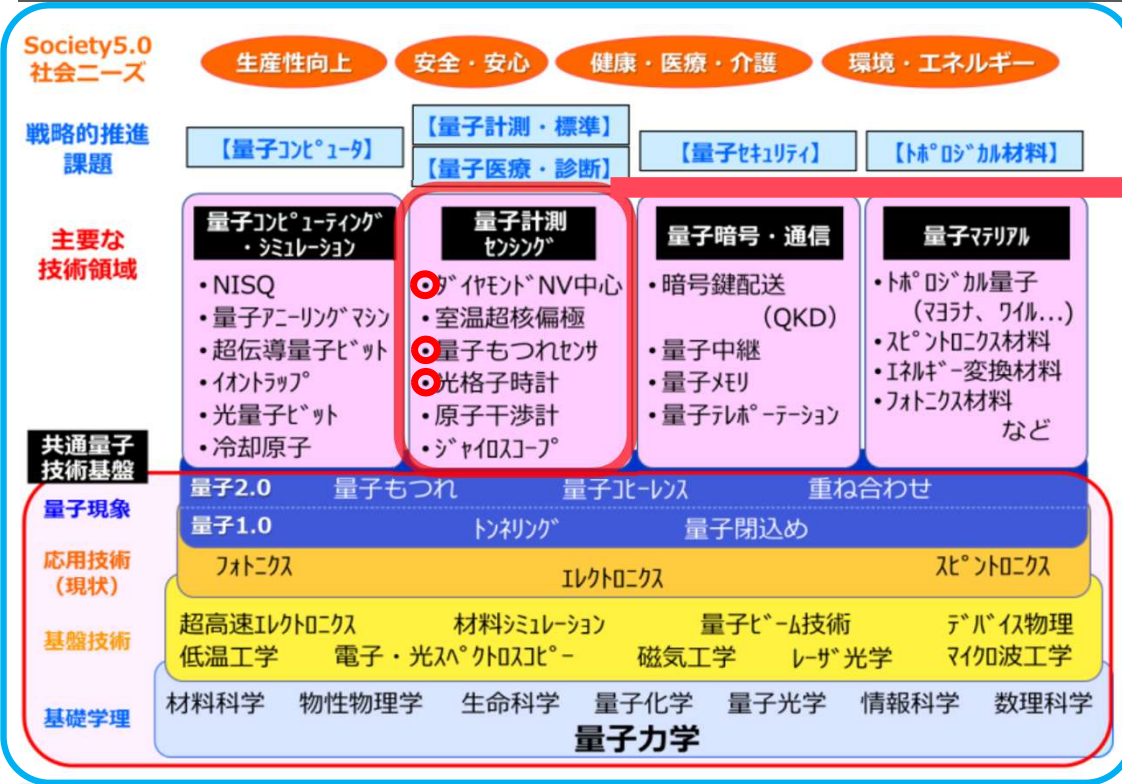 Society5.0
社会ニーズ
生産性向上 安全・安心 健康・医療・介護 環境・エネルギー
戦略的推進
課題
【量子ｺﾝﾋﾟｭｰﾀ】
【量子計測・標準】
【量子医療・診断】
【量子ｾｷｭﾘﾃｨ】
【ﾄﾎﾟﾛｼﾞｶﾙ材料】
主要な
技術領域
量子ｺﾝﾋﾟｭｰﾃｨﾝｸﾞ
・ｼﾐｭﾚｰｼｮﾝ
・NISQ
・量子ｱﾆｰﾘﾝｸﾞﾏｼﾝ
・超伝導量子ﾋﾞｯﾄ
・ｲｵﾝﾄﾗｯﾌﾟ
・光量子ﾋﾞｯﾄ
・冷却原子
量子計測
ｾﾝｼﾝｸﾞ
・ﾀﾞｲﾔﾓﾝﾄﾞNV中心
・室温超核偏極
・量子もつれｾﾝｻ
・光格子時計
・原子干渉計
・ｼﾞｬｲﾛｽｺｰﾌﾟ
量子暗号・通信
・暗号鍵配送
（QKD）
・量子中継
・量子ﾒﾓﾘ
・量子ﾃﾚﾎﾟｰﾃｰｼｮﾝ
量子ﾏﾃﾘｱﾙ
・ﾄﾎﾟﾛｼﾞｶﾙ量子
（ﾏﾖﾗﾅ、ﾜｲﾙ...）
・ｽﾋﾟﾝﾄﾛﾆｸｽ材料
・ｴﾈﾙｷﾞｰ変換材料
・ﾌｫﾄﾆｸｽ材料
など
共通量子
技術基盤
量子現象
量子2.0 量子もつれ 量子ｺﾋｰﾚﾝｽ 重ね合わせ
量子1.0 ﾄﾝﾈﾘﾝｸﾞ 量子閉込め
応用技術
（現状）
ﾌｫﾄﾆｸｽ ｴﾚｸﾄﾛﾆｸｽ ｽﾋﾟﾝﾄﾛﾆｸｽ
基盤技術
超高速ｴﾚｸﾄﾛﾆｸｽ 材料ｼﾐｭﾚｰｼｮﾝ 量子ﾋﾞｰﾑ技術 ﾃﾞﾊﾞｲｽ物理
低温工学 電子・光ｽﾍﾟｸﾄﾛｽｺﾋﾟｰ 磁気工学 ﾚｰｻﾞ光学 ﾏｲｸﾛ波工学
基礎学理
材料科学 物性物理学 生命科学 量子化学 量子光学 情報科学 数理科学
量子力学